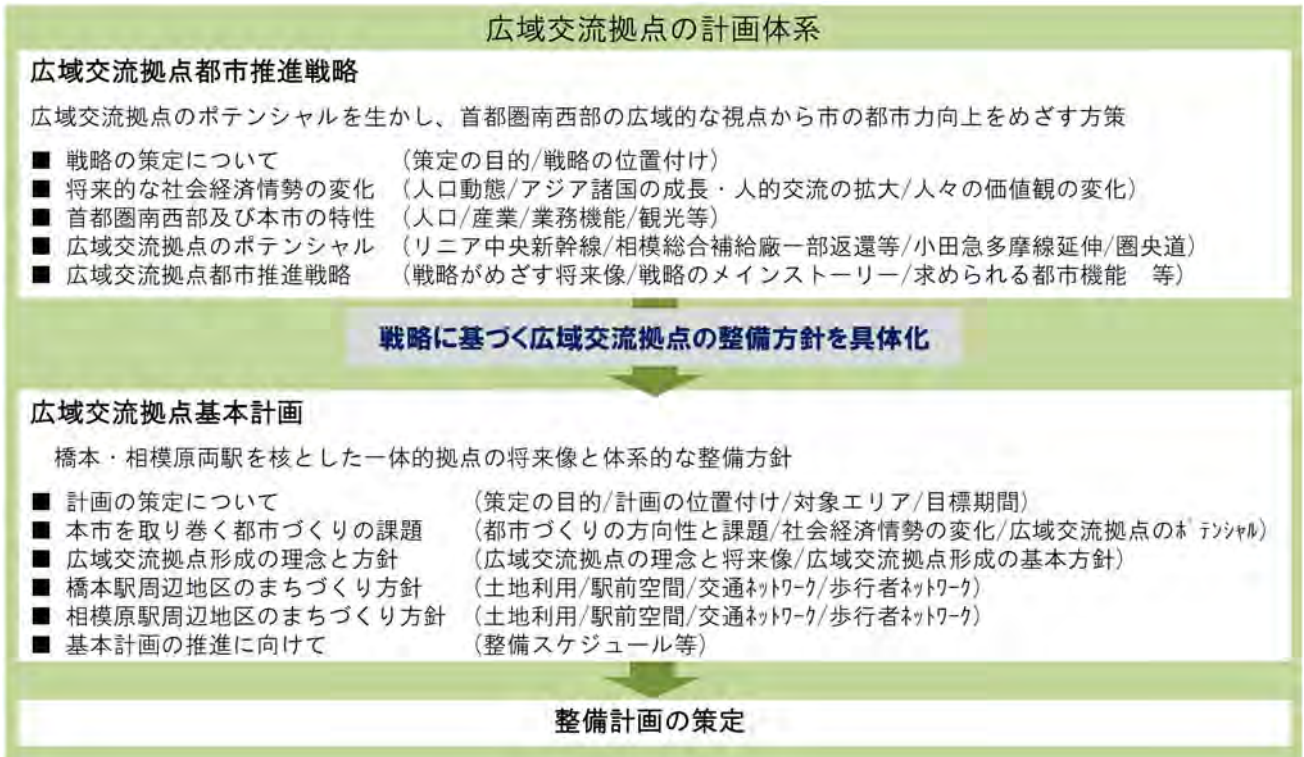 広域交流拠点の計画体系
広域交流拠点都市推進戦略
広域交流拠点のポテンシャルを生かし、首都圏南西部の広域的な視点から市の都市力向上をめざす方策
■ 戦略の策定について (策定の目的/戦略の位置付け)
■ 将来的な社会経済情勢の変化 (人口動態/アジア諸国の成長・人的交流の拡大/人々の価値観の変化)
■ 首都圏南西部及び本市の特性 (人口/産業/業務機能/観光等)
■ 広域交流拠点のポテンシャル (リニア中央新幹線/相模総合補給廠一部返還等/小田急多摩線延伸/圏央道)
■ 広域交流拠点都市推進戦略 (戦略がめざす将来像/戦略のメインストーリー/求められる都市機能 等)
戦略に基づく広域交流拠点の整備方針を具体化
広域交流拠点基本計画
橋本・相模原両駅を核とした一体的拠点の将来像と体系的な整備方針
■ 計画の策定について (策定の目的/計画の位置付け/対象エリア/目標期間)
■ 本市を取り巻く都市づくりの課題 (都市づくりの方向性と課題/社会経済情勢の変化/広域交流拠点のﾎﾟﾃﾝｼｬﾙ)
■ 広域交流拠点形成の理念と方針 (広域交流拠点の理念と将来像/広域交流拠点形成の基本方針)
■ 橋本駅周辺地区のまちづくり方針 (土地利用/駅前空間/交通ﾈｯﾄﾜｰｸ/歩行者ﾈｯﾄﾜｰｸ)
■ 相模原駅周辺地区のまちづくり方針 (土地利用/駅前空間/交通ﾈｯﾄﾜｰｸ/歩行者ﾈｯﾄﾜｰｸ)
■ 基本計画の推進に向けて (整備スケジュール等)
整備計画の策定